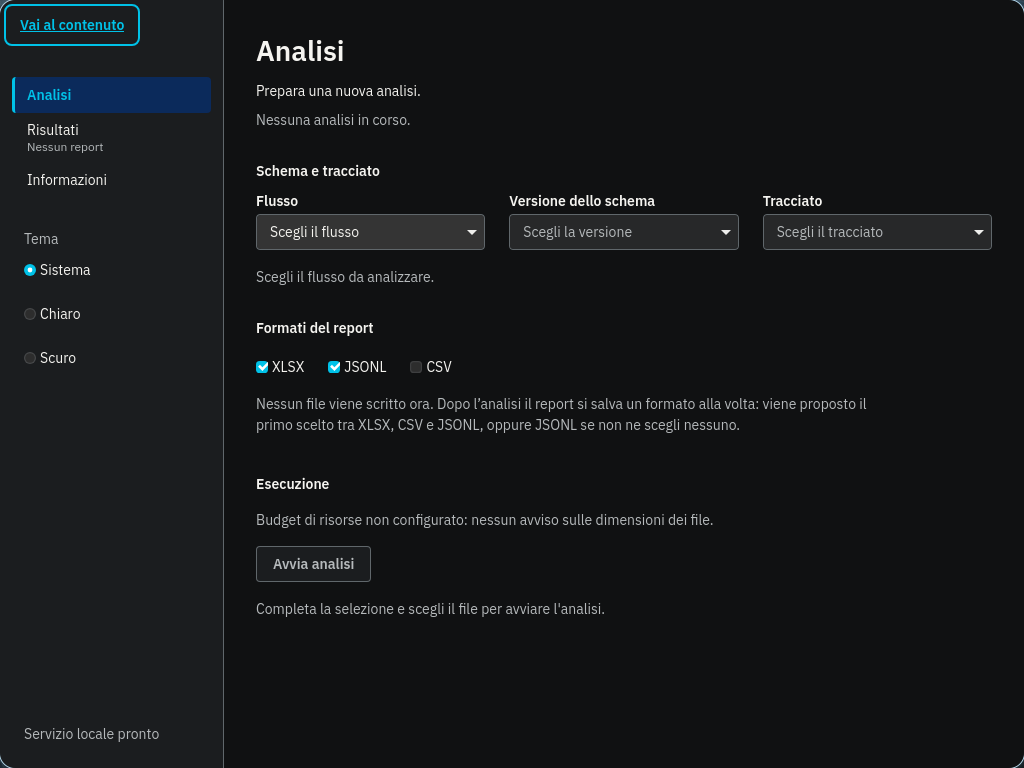 Vai al contenuto
Analisi
Risultati
Nessun report
Informazioni
Tema
Sistema
Chiaro
Scuro
Servizio locale pronto
Analisi
Prepara una nuova analisi.
Nessuna analisi in corso.
Schema e tracciato
Flusso
Scegli il flusso
Versione dello schema
Scegli la versione
Tracciato
Scegli il tracciato
Scegli il flusso da analizzare.
Formati del report
XLSX JSONL CSV
Nessun file viene scritto ora. Dopo l’analisi il report si salva un formato alla volta: viene proposto il
primo scelto tra XLSX, CSV e JSONL, oppure JSONL se non ne scegli nessuno.
Esecuzione
Budget di risorse non configurato: nessun avviso sulle dimensioni dei file.
Avvia analisi
Completa la selezione e scegli il file per avviare l'analisi.